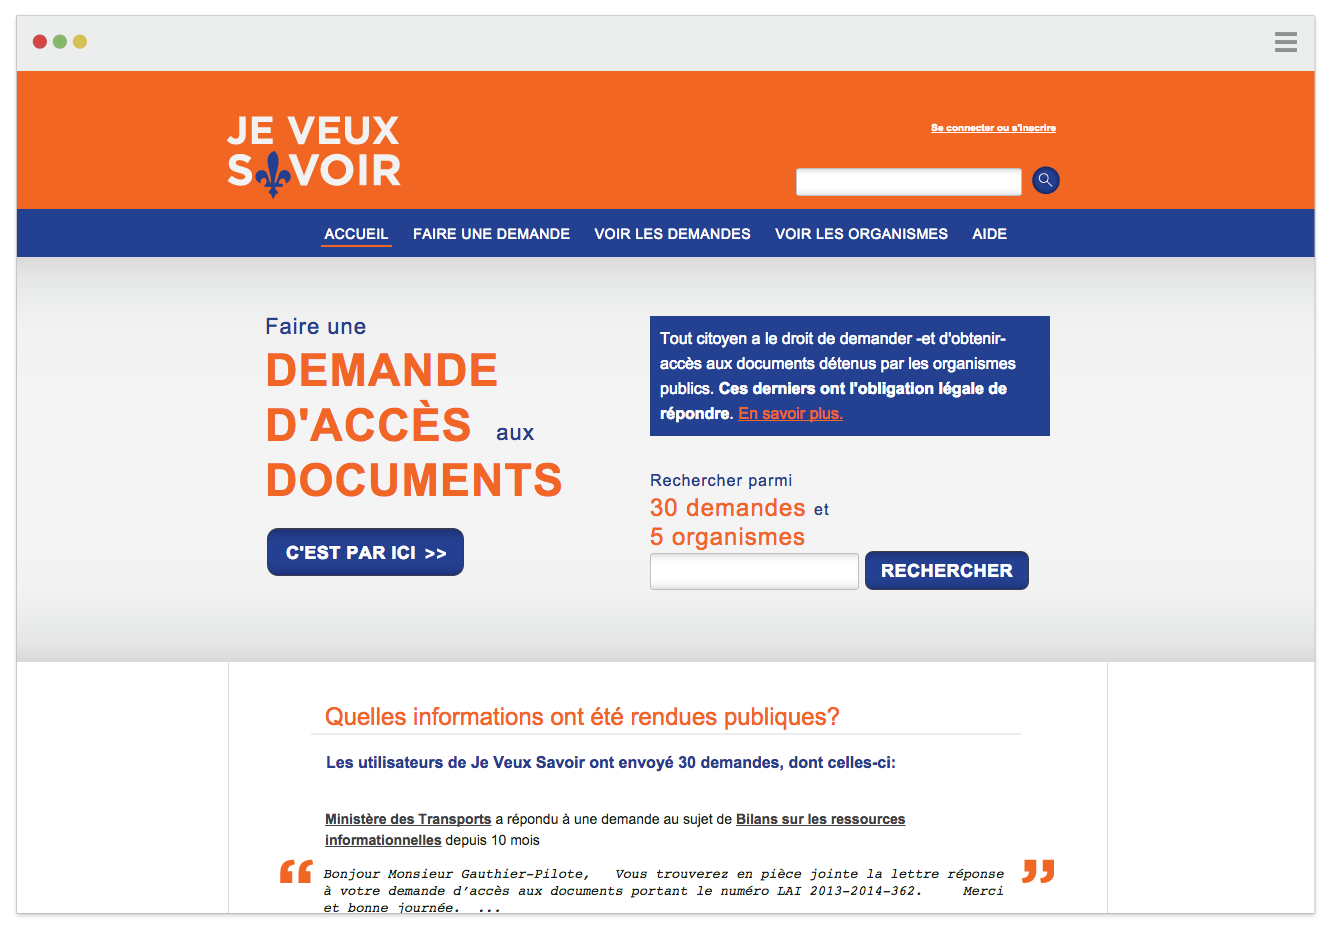 JE VEUX
SAVOIR
Se connecter ou s'inscrire
ACCUEIL FAIRE UNE DEMANDE VOIR LES DEMANDES VOIR LES ORGANISMES AIDE
Faire une
DEMANDE
D'ACCÈS aux
DOCUMENTS
C'EST PAR ICI >>
Tout citoyen a le droit de demander -et d'obtenir-
accès aux documents détenus par les organismes
publics. Ces derniers ont l'obligation légale de
répondre. En savoir plus.
Rechercher parmi
30 demandes et
5 organismes
RECHERCHER
Quelles informations ont été rendues publiques?
Les utilisateurs de Je Veux Savoir ont envoyé 30 demandes, dont celles-ci:
Ministère des Transports a répondu à une demande au sujet de Bilans sur les ressources
informationnelles depuis 10 mois
“ Bonjour Monsieur Gauthier-Pilote, Vous trouverez en pièce jointe la lettre réponse ”
à votre demande d’accès aux documents portant le numéro LAI 2013-2014-362. Merci
et bonne journée. ...